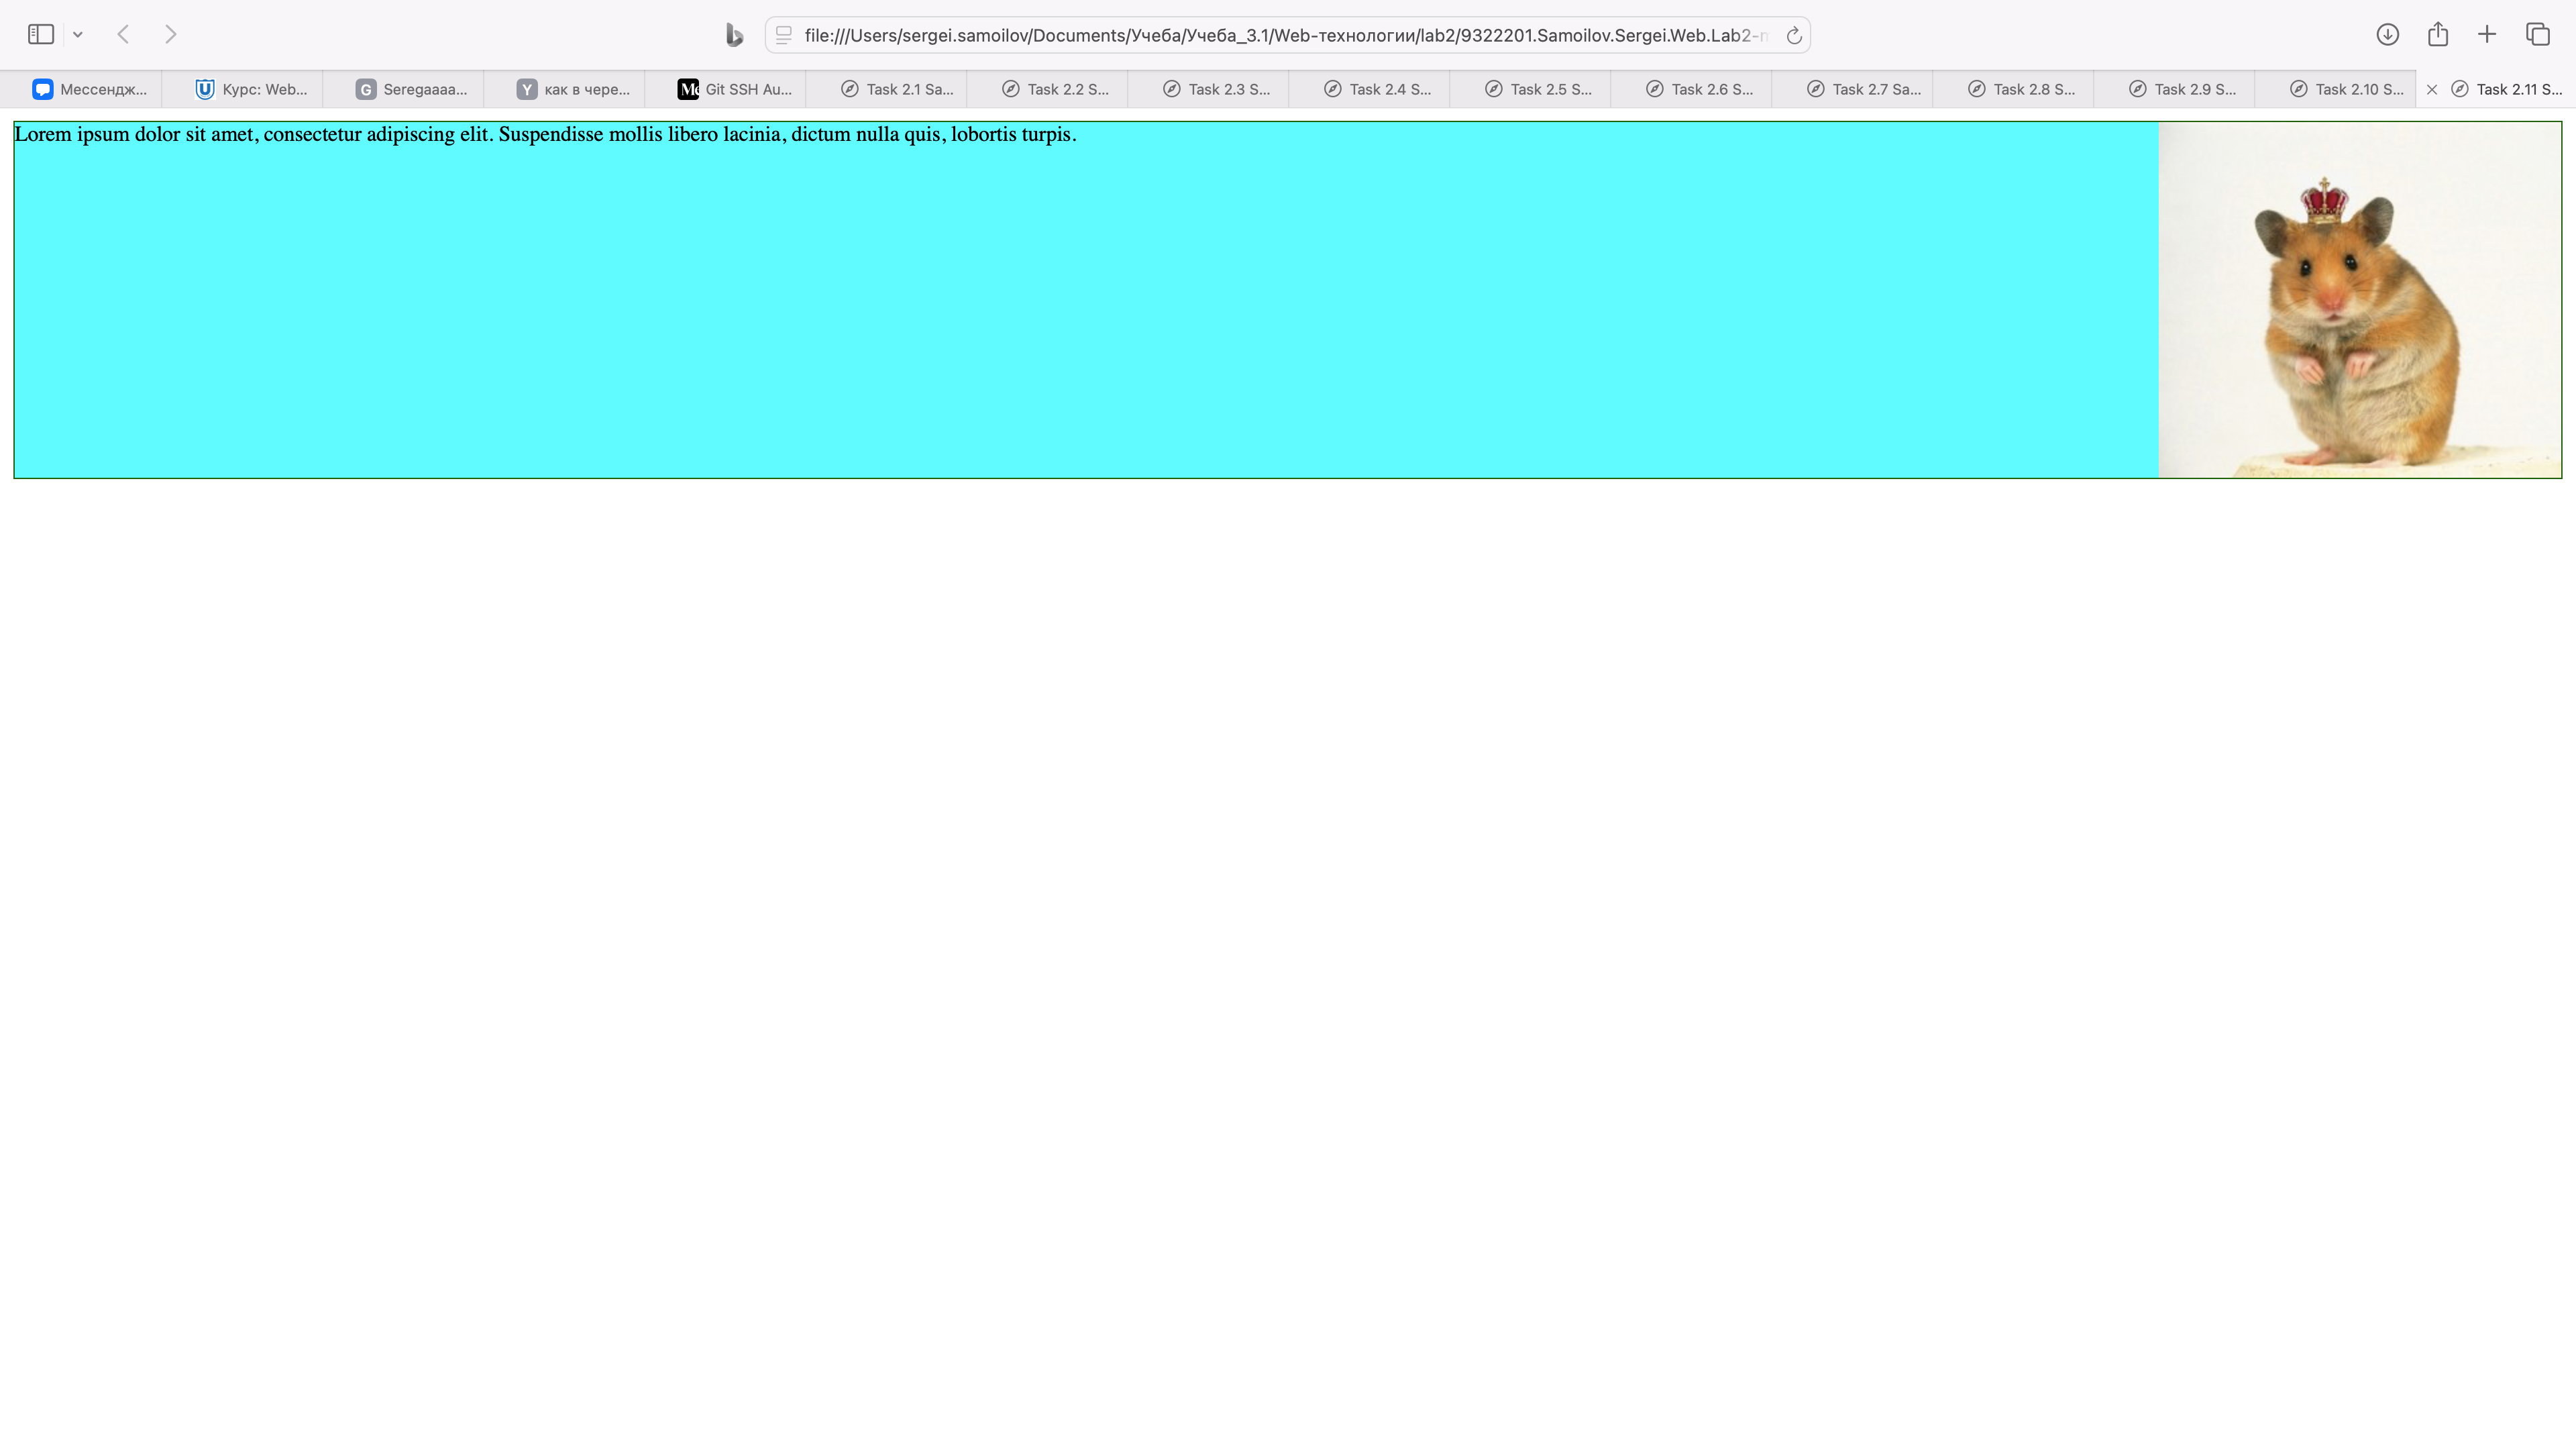 file:///Users/sergei.samoilov/Documents/Учеба/Учеба_3.1/Web-технологии/lab2/9322201.Samoilov.Sergei.Web.Lab2-
Мессендж...
Курс: Web...
G Seregaaaa...
Y как в чере...
Me Git SSH Au...
Task 2.1 Sa...
Task 2.2 S...
Task 2.3 S...
Task 2.4 S...
Task 2.5 S...
Task 2.6 S...
Task 2.7 Sa...
Task 2.8 S...
Task 2.9 S...
Task 2.10 S...
Task 2.11 S...
Lorem ipsum dolor sit amet, consectetur adipiscing elit. Suspendisse mollis libero lacinia, dictum nulla quis, lobortis turpis.